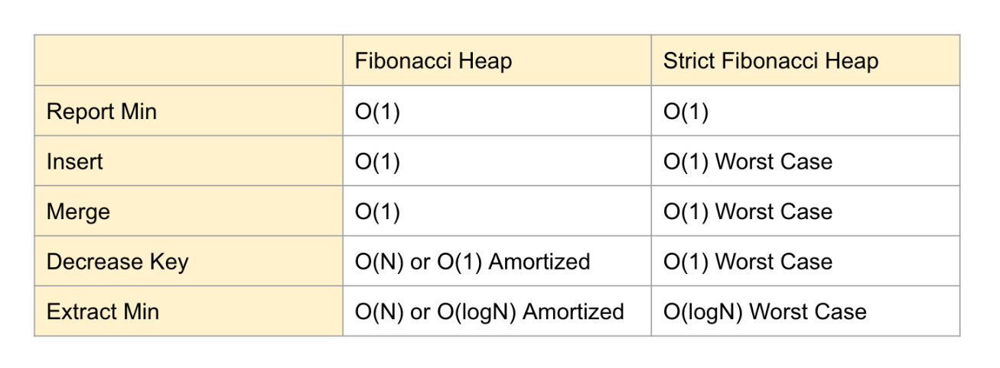 Fibonacci Heap Strict Fibonacci Heap
Report Min O(1) O(1)
Insert O(1) O(1) Worst Case
Merge O(1) O(1) Worst Case
Decrease Key O(N) or O(1) Amortized O(1) Worst Case
Extract Min O(N) or O(logN) Amortized O(logN) Worst Case